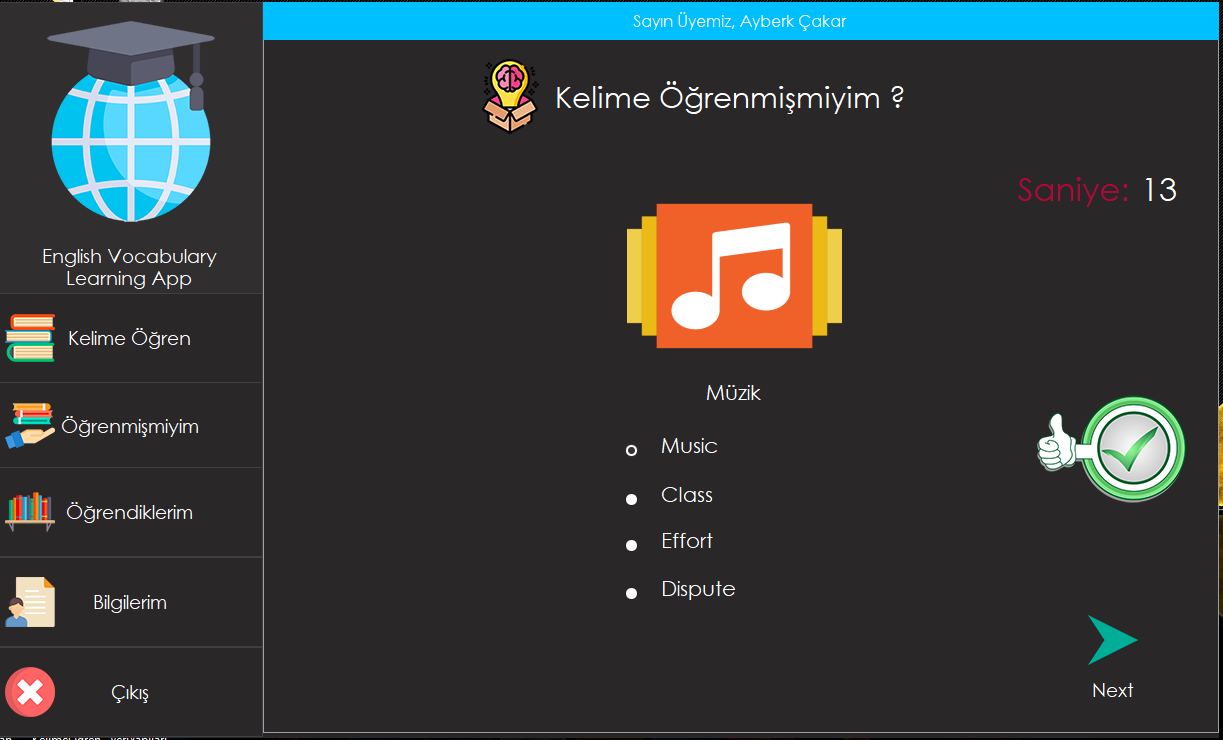 Sayın Üyemiz, Ayberk Çakar
English Vocabulary
Learning App
Kelime Öğren
Öğrenmişmiyim
Öğrendiklerim
Bilgilerim
Çıkış
Kelime Öğrenmişmiyim ?
Saniye: 13
Müzik
Music
Class
Effort
Dispute
Next